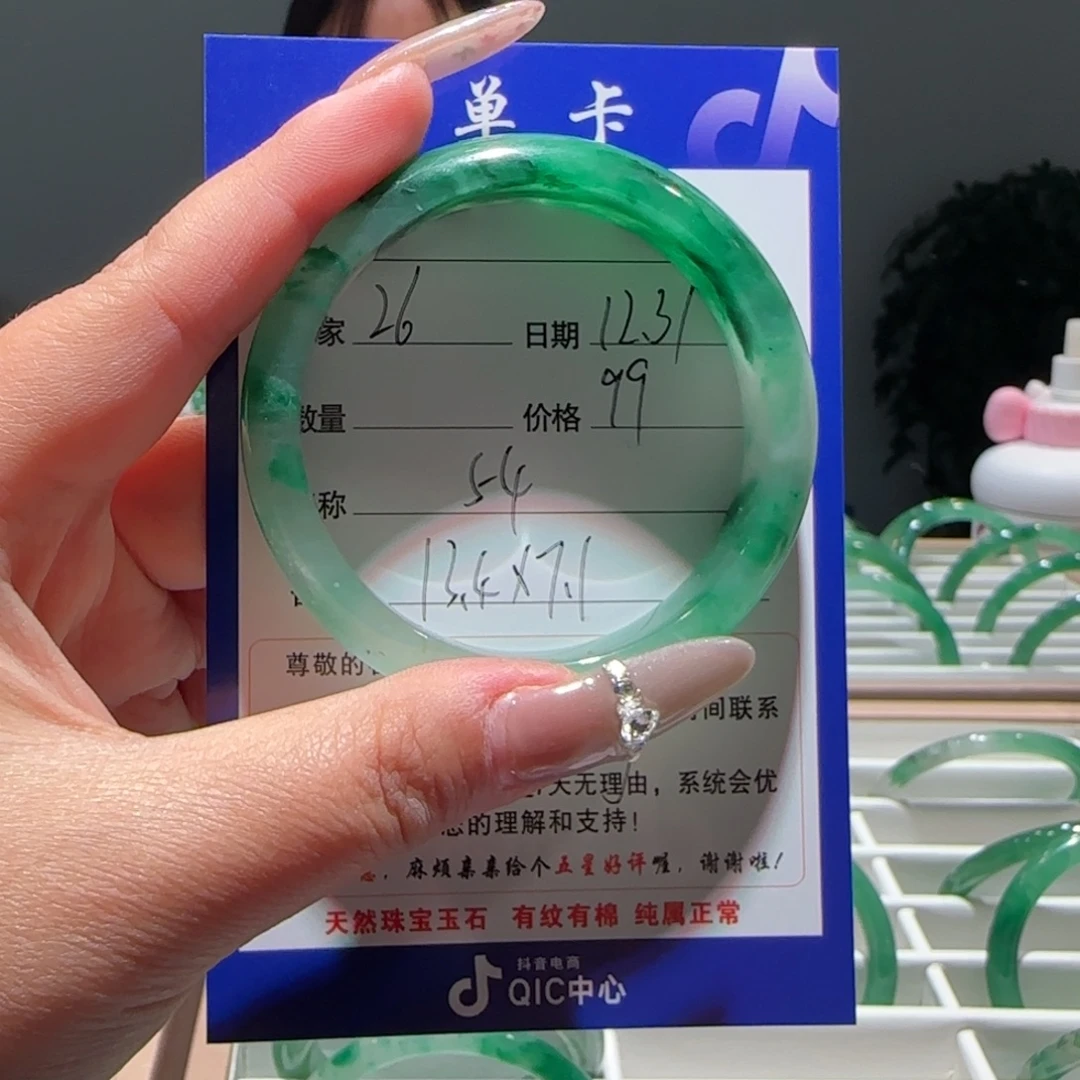 单卡
家 26 日期 12.31
数量 价格 99
称 54
13.4×7.1
尊敬的
间联系
天无理由，系统会优
您的理解和支持！
，麻烦亲亲给个五星好评喔，谢谢啦！
天然珠宝玉石 有纹有棉 纯属正常
抖音电商
QIC中心